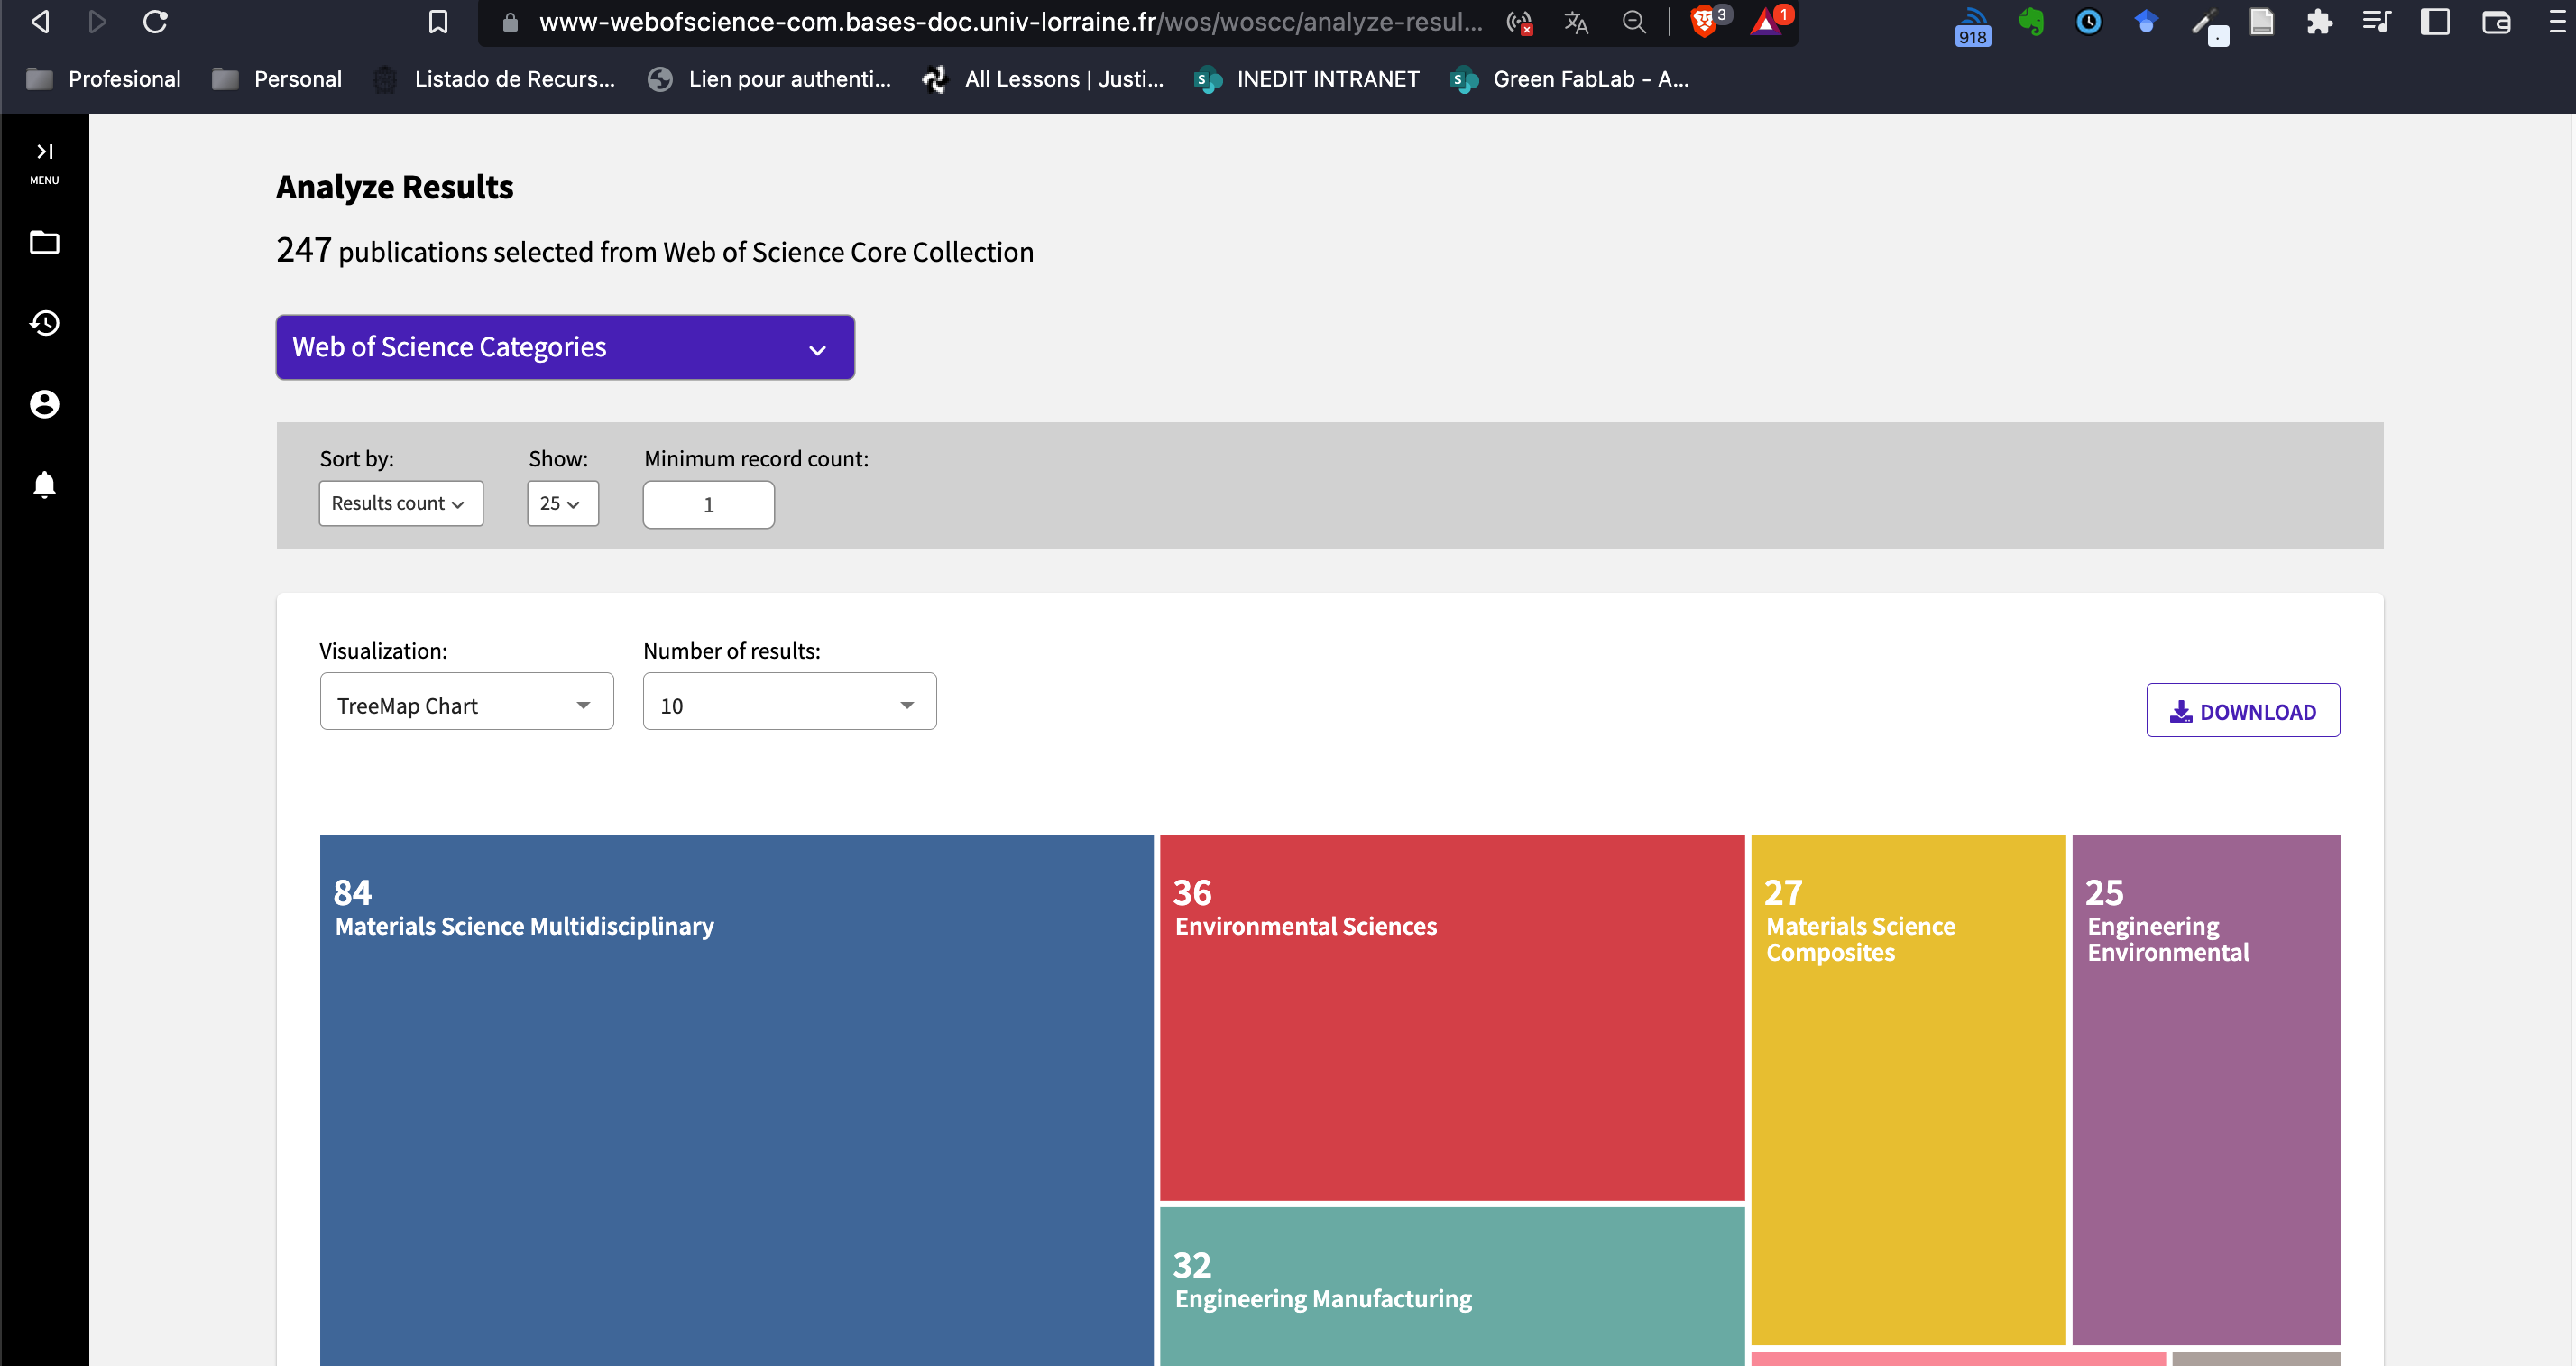 www-webofscience-com.bases-doc.univ-lorraine.fr/wos/woscc/analyze-resul...
3
1
918
Profesional
Personal
Listado de Recurs...
Lien pour authenti...
All Lessons | Justi...
INEDIT INTRANET
Green FabLab - A...
MENU
Analyze Results
247 publications selected from Web of Science Core Collection
Web of Science Categories
Sort by:
Show:
Minimum record count:
Results count
25
1
Visualization:
Number of results:
TreeMap Chart
10
DOWNLOAD
84
Materials Science Multidisciplinary
36
Environmental Sciences
27
Materials Science
Composites
25
Engineering
Environmental
32
Engineering Manufacturing